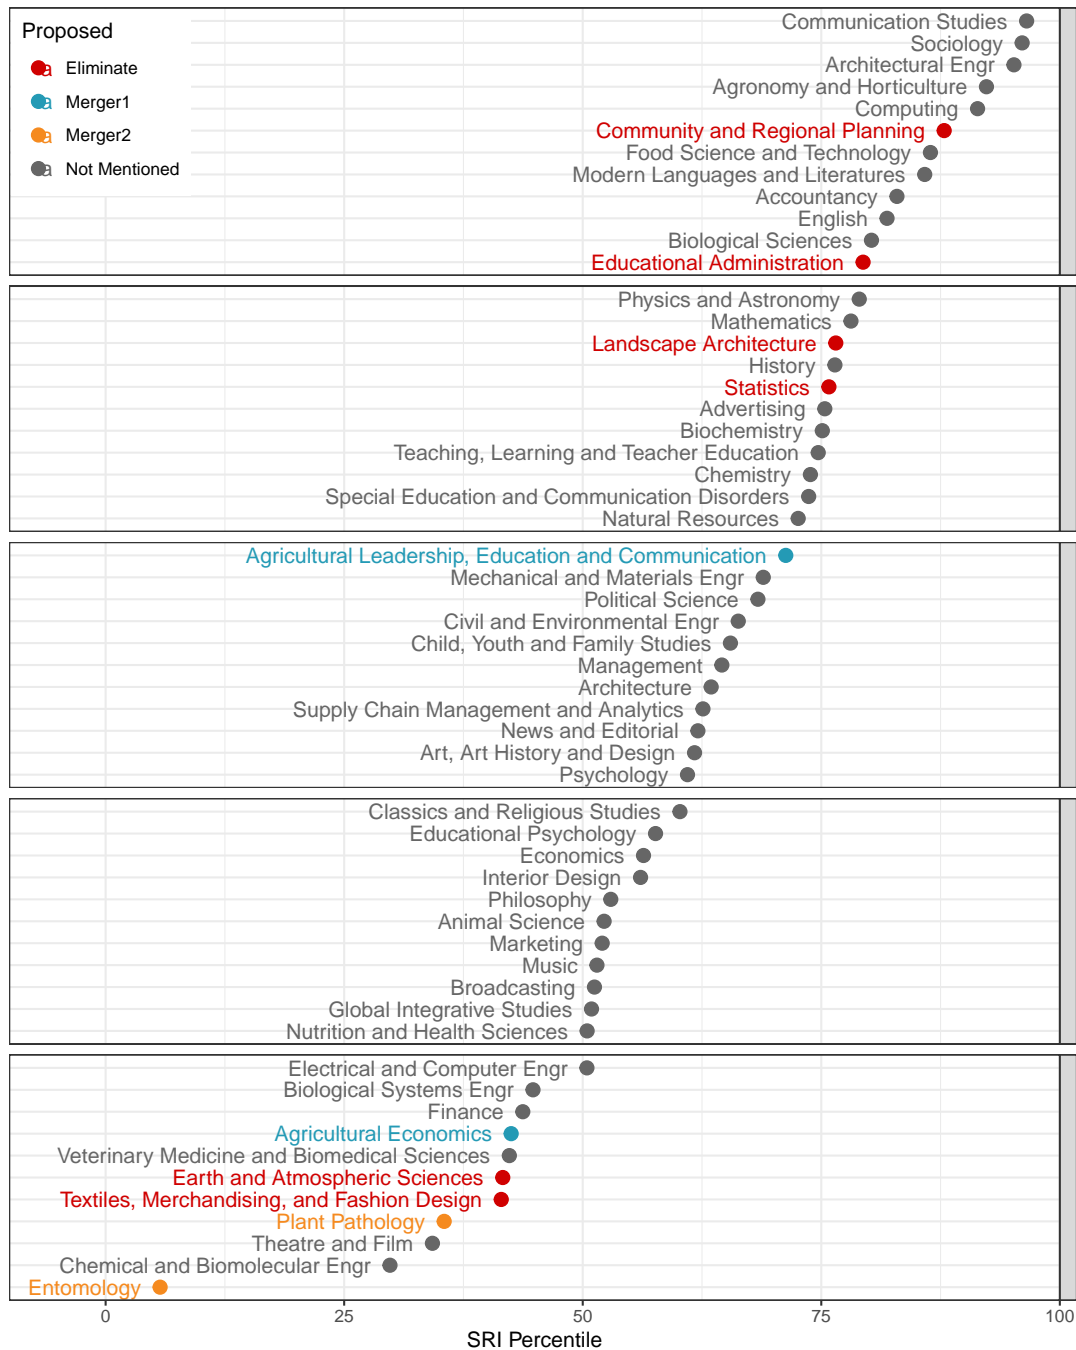 Proposed
a Eliminate
a Merger1
a Merger2
a Not Mentioned
Communication Studies
Sociology
Architectural Engr
Agronomy and Horticulture
Computing
Community and Regional Planning
Food Science and Technology
Modern Languages and Literatures
Accountancy
English
Biological Sciences
Educational Administration
Physics and Astronomy
Mathematics
Landscape Architecture
History
Statistics
Advertising
Biochemistry
Teaching, Learning and Teacher Education
Chemistry
Special Education and Communication Disorders
Natural Resources
Agricultural Leadership, Education and Communication
Mechanical and Materials Engr
Political Science
Civil and Environmental Engr
Child, Youth and Family Studies
Management
Architecture
Supply Chain Management and Analytics
News and Editorial
Art, Art History and Design
Psychology
Classics and Religious Studies
Educational Psychology
Economics
Interior Design
Philosophy
Animal Science
Marketing
Music
Broadcasting
Global Integrative Studies
Nutrition and Health Sciences
Electrical and Computer Engr
Biological Systems Engr
Finance
Agricultural Economics
Veterinary Medicine and Biomedical Sciences
Earth and Atmospheric Sciences
Textiles, Merchandising, and Fashion Design
Plant Pathology
Theatre and Film
Chemical and Biomolecular Engr
Entomology
0 25 50 75 100
SRI Percentile